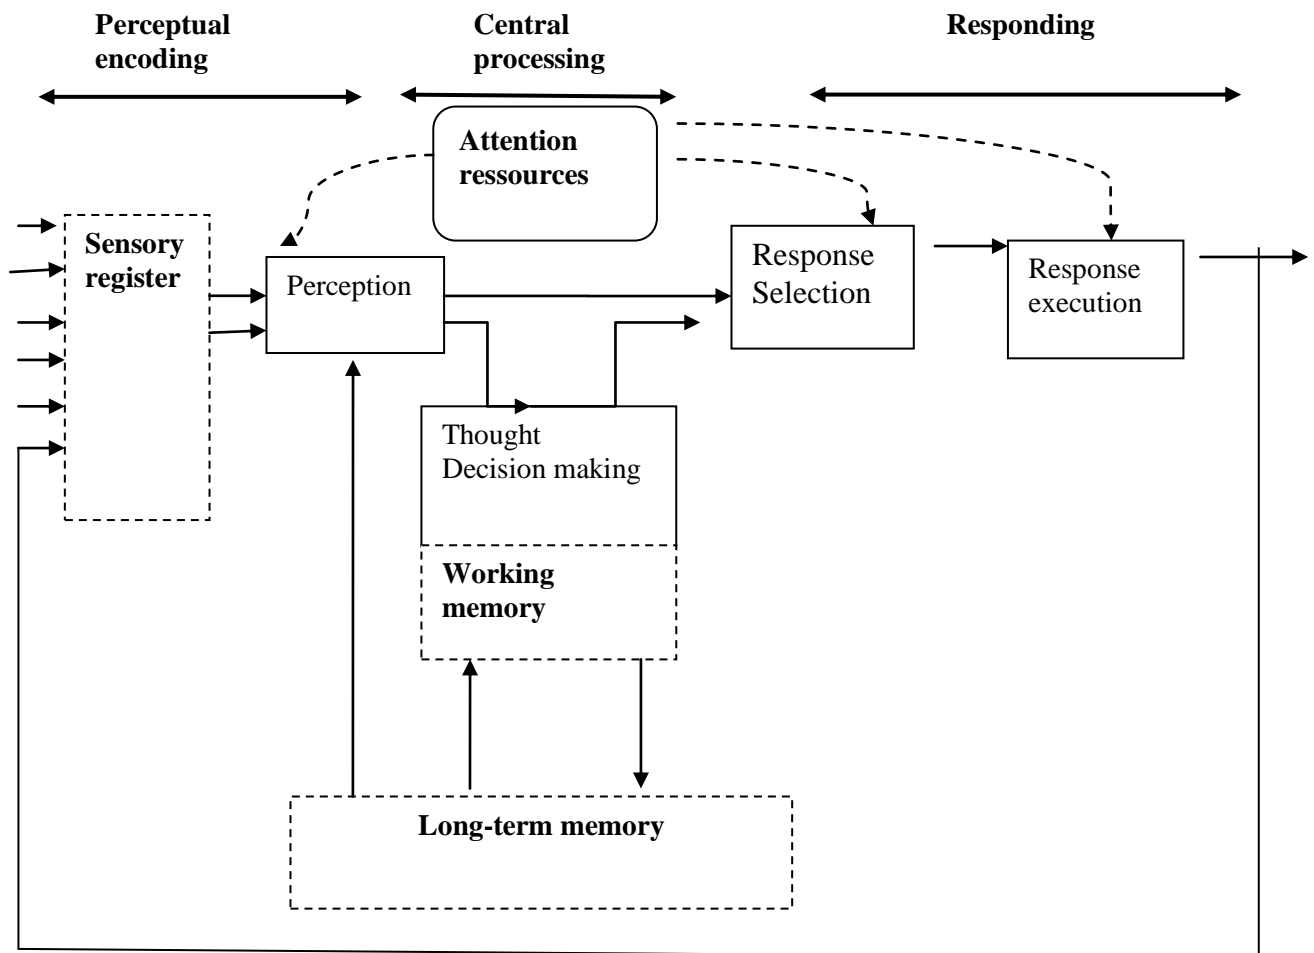 Perceptual
encoding
Central
processing
Responding
Attention
ressources
Sensory
register
Perception
Response
Selection
Response
execution
Thought
Decision making
Working
memory
Long-term memory